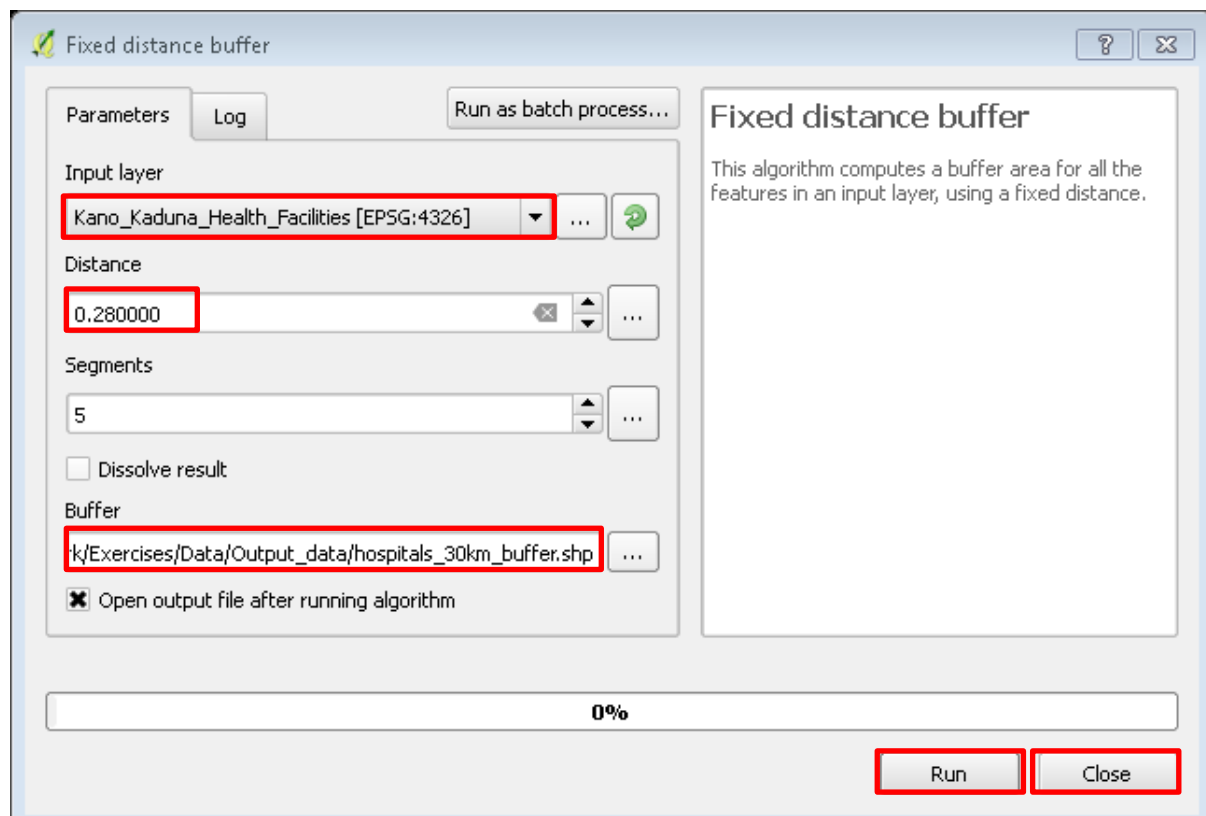 Fixed distance buffer
Parameters
Log
Run as batch process...
Input layer
Kano_Kaduna_Health_Facilities [EPSG:4326]
...
Distance
0.280000
...
Segments
5
...
Dissolve result
Buffer
rk/Exercises/Data/Output_data/hospitals_30km_buffer.shp
...
Open output file after running algorithm
Fixed distance buffer
This algorithm computes a buffer area for all the
features in an input layer, using a fixed distance.
0%
Run
Close